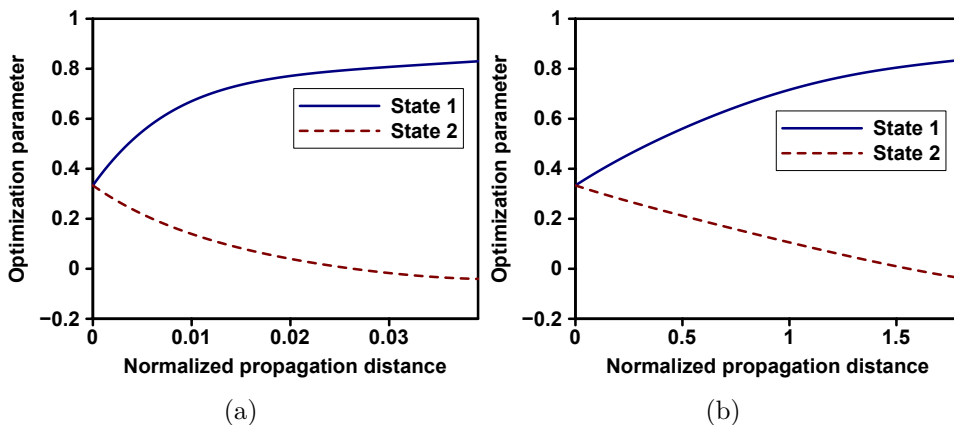 Optimization parameter
1
0.8
0.6
0.4
0.2
0
−0.2
State 1
State 2
0 0.01 0.02 0.03
Normalized propagation distance
(a)
Optimization parameter
1
0.8
0.6
0.4
0.2
0
−0.2
State 1
State 2
0 0.5 1 1.5
Normalized propagation distance
(b)